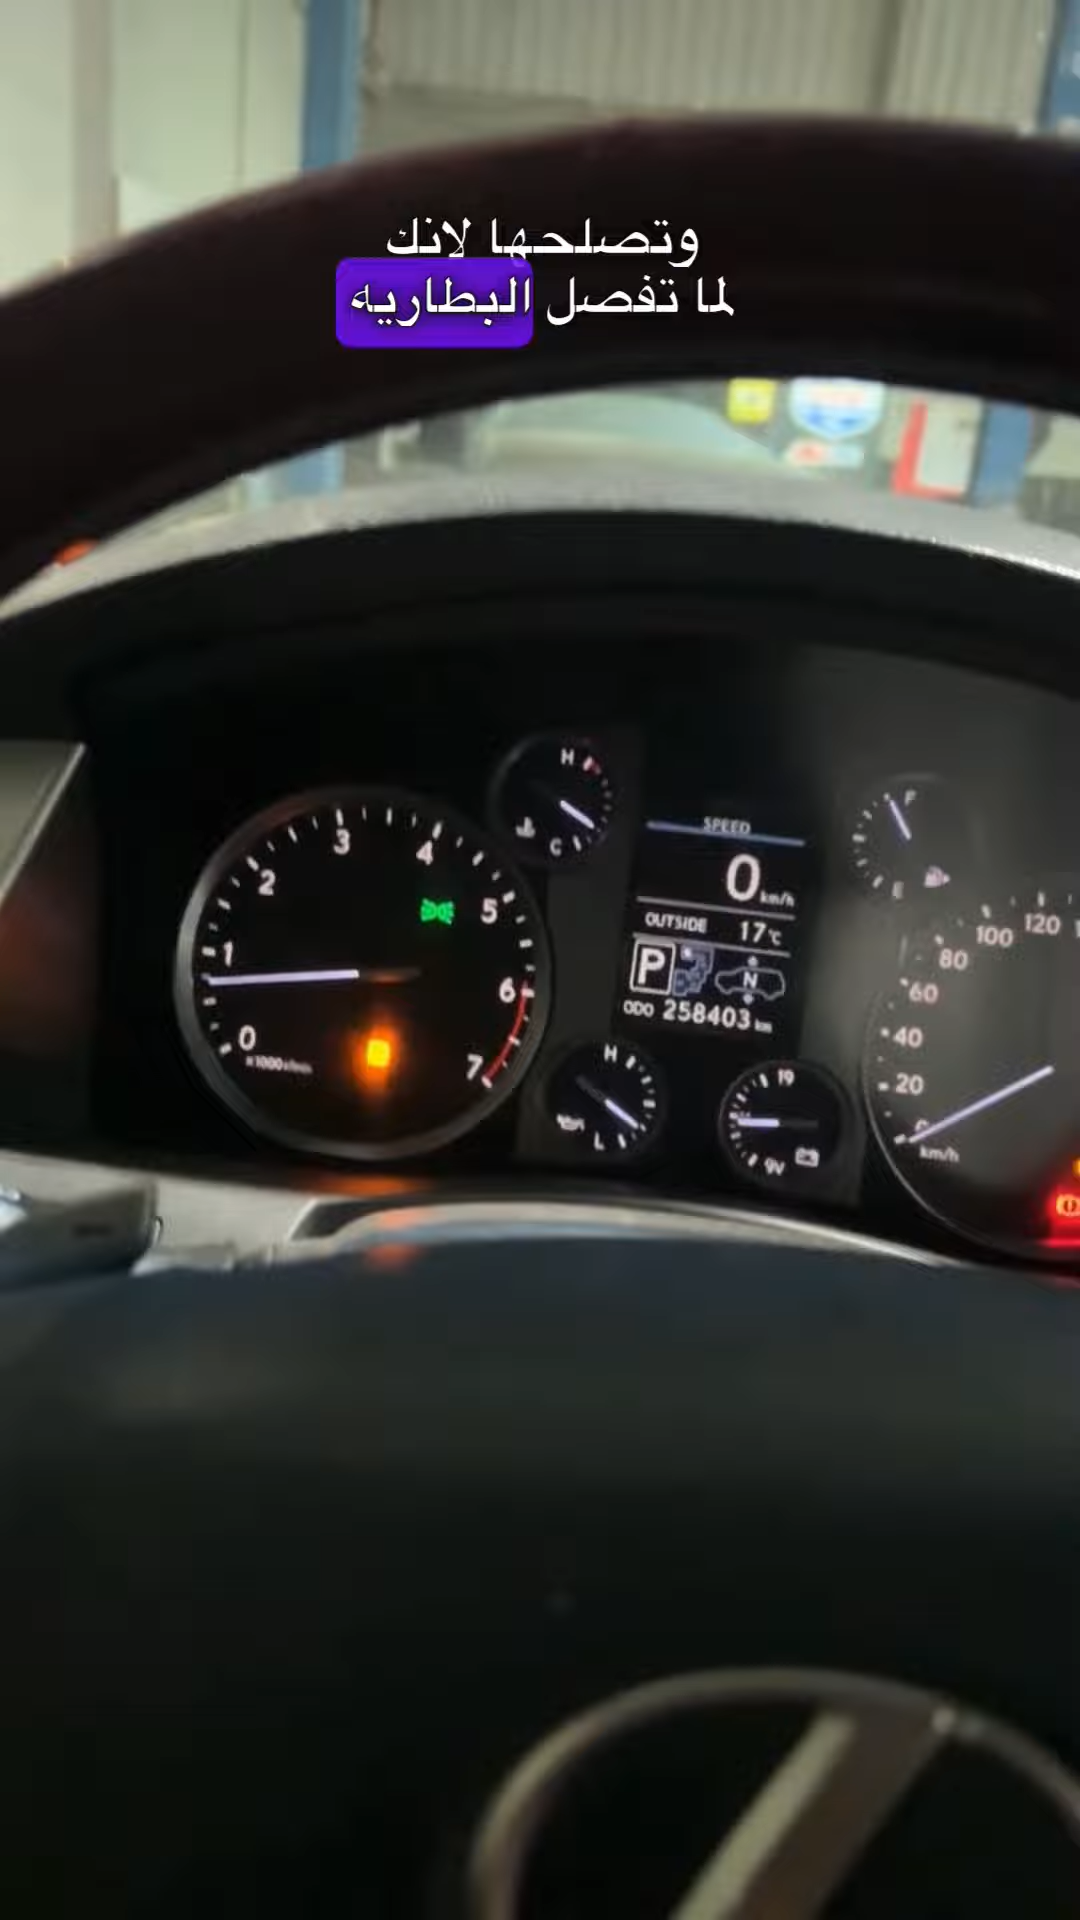 وتصلحها لانك
لما تفصل البطاريه
H
C
SPEED
0 km/h
OUTSIDE 17°C
P N
ODO 258403 km
F
E
0 1 2 3 4 5 6 7
x1000r/min
H
L
19
9V
20 40 60 80 100 120
km/h